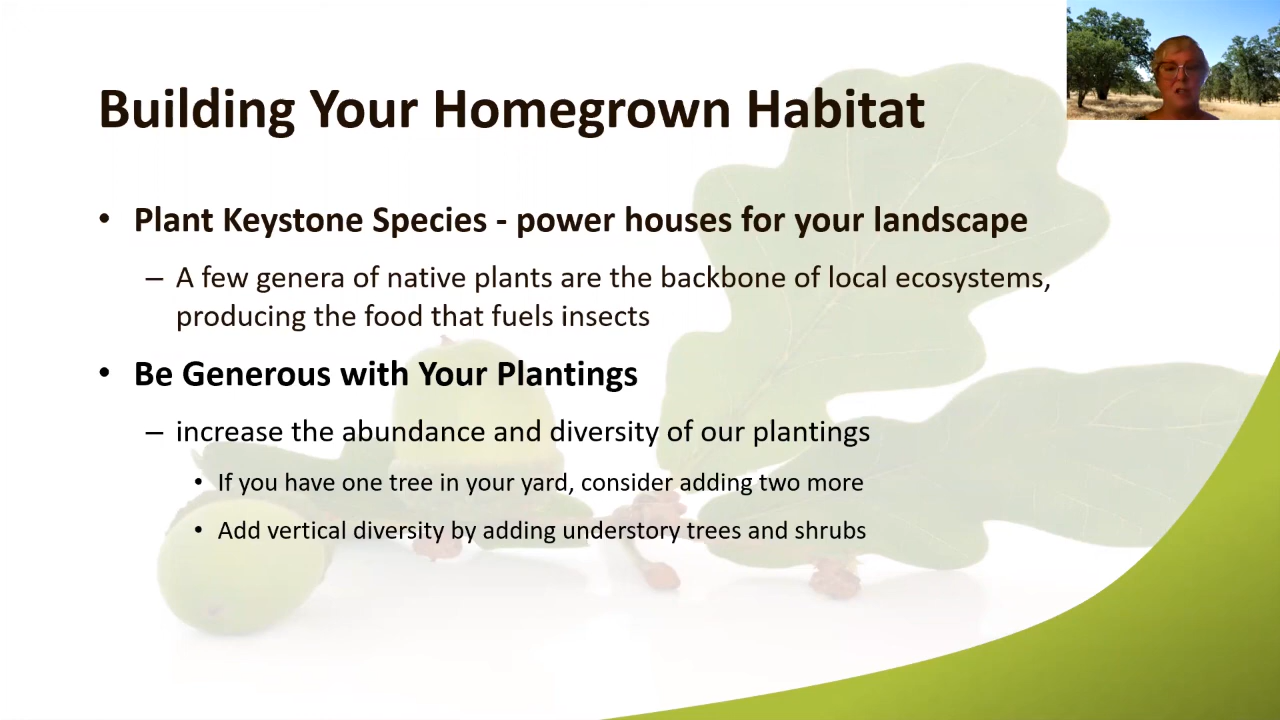 Building Your Homegrown Habitat
• Plant Keystone Species - power houses for your landscape
– A few genera of native plants are the backbone of local ecosystems,
producing the food that fuels insects
• Be Generous with Your Plantings
– increase the abundance and diversity of our plantings
• If you have one tree in your yard, consider adding two more
• Add vertical diversity by adding understory trees and shrubs